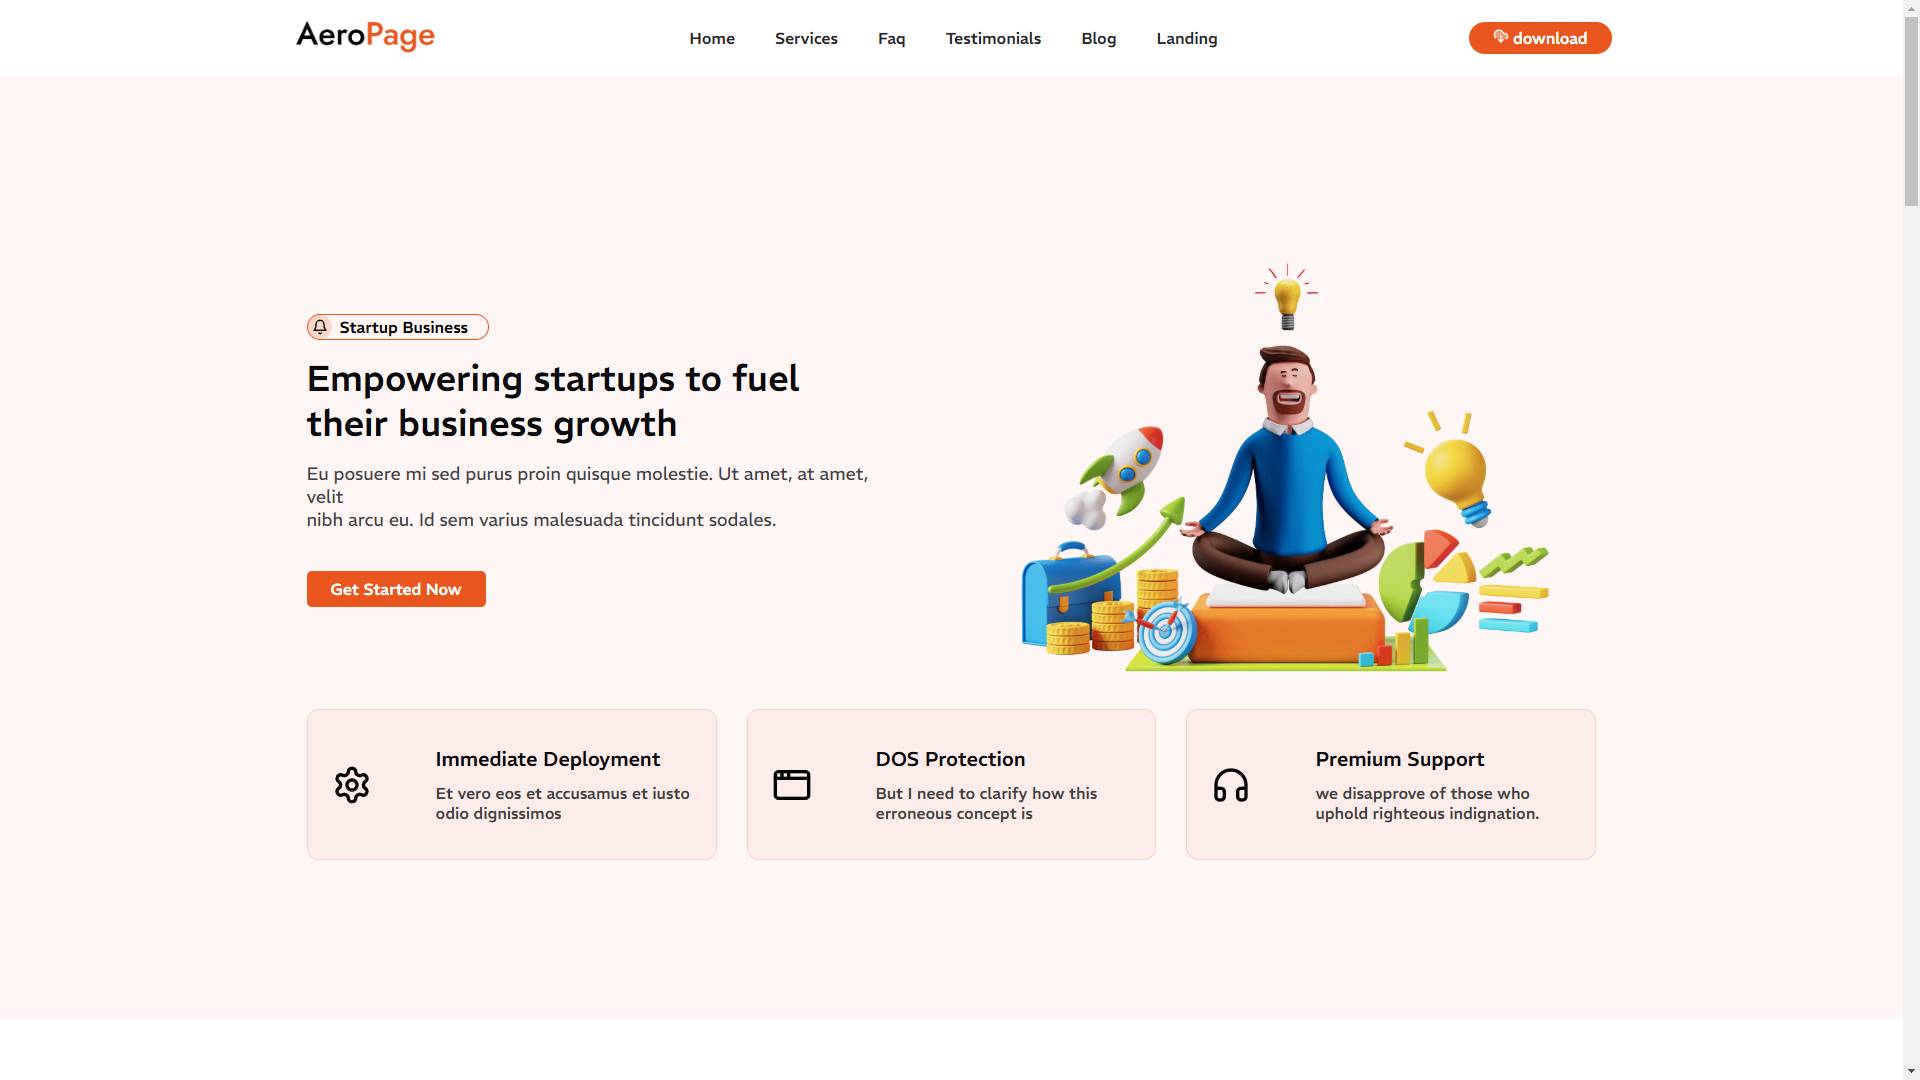 AeroPage
Home
Services
Faq
Testimonials
Blog
Landing
download
Startup Business
Empowering startups to fuel
their business growth
Eu posuere mi sed purus proin quisque molestie. Ut amet, at amet,
velit
nibh arcu eu. Id sem varius malesuada tincidunt sodales.
Get Started Now
Immediate Deployment
Et vero eos et accusamus et iusto
odio dignissimos
DOS Protection
But I need to clarify how this
erroneous concept is
Premium Support
we disapprove of those who
uphold righteous indignation.